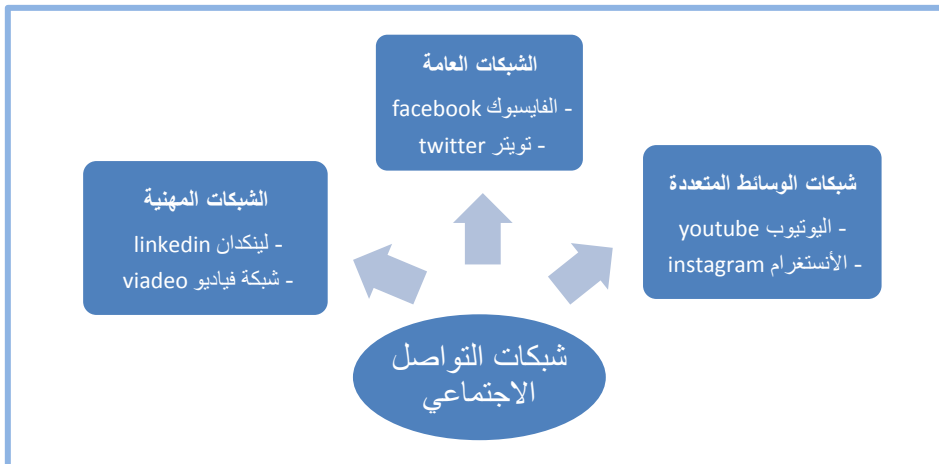 الشبكات العامة
- الفايسبوك facebook
- تويتر twitter
شبكات الوسائط المتعددة
- اليوتيوب youtube
- الأنستغرام instagram
الشبكات المهنية
- لينكدان linkedin
- شبكة فياديو viadeo
شبكات التواصل
الاجتماعي